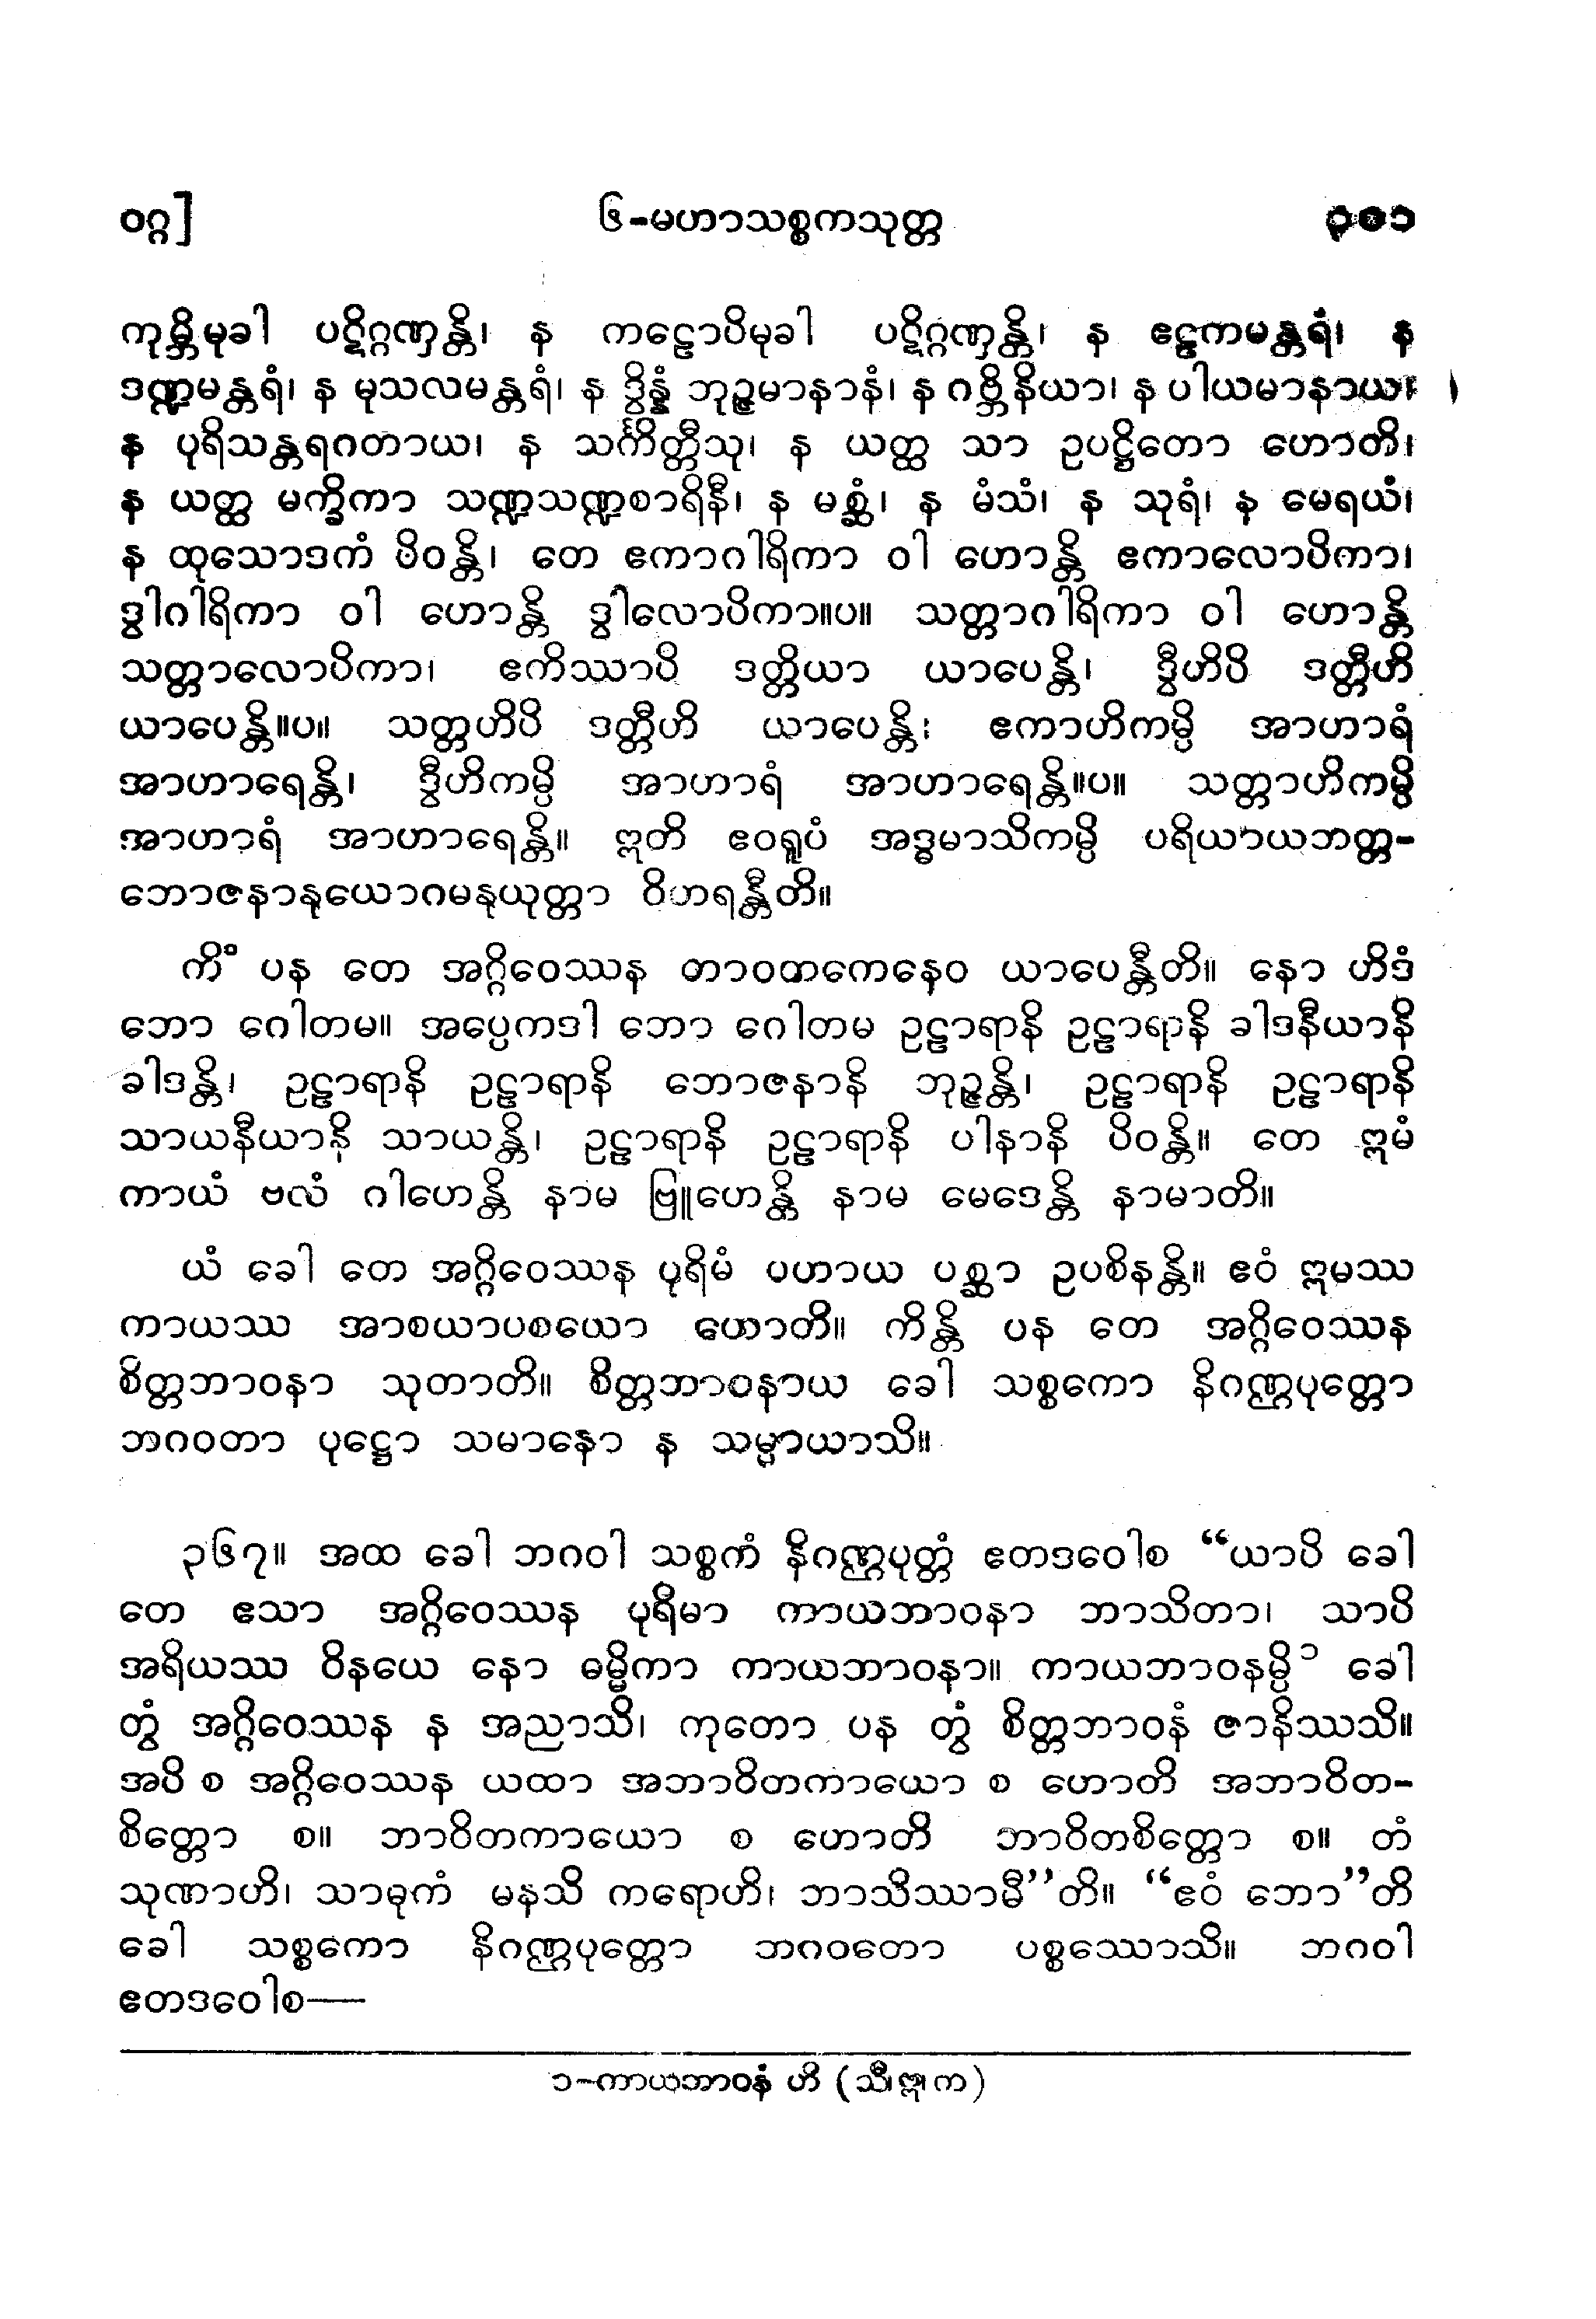 ဝဂ္ဂ]
၆-မဟာသစ္စကသုတ္တ
၃၀၁
ကုမ္ဘိမုခါ ပဋိဂ္ဂဏှန္တိ၊ န ကဠောပိမုခါ ပဋိဂ္ဂဏှန္တိ၊ န ဧဠကမန္တရံ၊ န
ဒဏ္ဍမန္တရံ၊ န မုသလမန္တရံ၊ န ဒွိန္နံ ဘုဉ္ဇမာနာနံ၊ န ဂဗ္ဘိနိယာ၊ န ပါယမာနာယ၊
န ပုရိသန္တရဂတာယ၊ န သင်္ကိတ္တီသု၊ န ယတ္ထ သာ ဥပဋ္ဌိတော ဟောတိ၊
န ယတ္ထ မက္ခိကာ သဏ္ဍသဏ္ဍစာရိနီ၊ န မစ္ဆံ၊ န မံသံ၊ န သုရံ၊ န မေရယံ၊
န ထုသောဒကံ ပိဝန္တိ၊ တေ ဧကာဂါရိကာ ဝါ ဟောန္တိ ဧကာလောပိကာ၊
ဒွါဂါရိကာ ဝါ ဟောန္တိ ဒွါလောပိကာ။ပ။ သတ္တာဂါရိကာ ဝါ ဟောန္တိ
သတ္တာလောပိကာ၊ ဧကိဿာပိ ဒတ္တိယာ ယာပေန္တိ၊ ဒွီဟိပိ ဒတ္တီဟိ
ယာပေန္တိ။ပ။ သတ္တဟိပိ ဒတ္တီဟိ ယာပေန္တိ၊ ဧကာဟိကမ္ပိ အာဟာရံ
အာဟာရေန္တိ၊ ဒွီဟိကမ္ပိ အာဟာရံ အာဟာရေန္တိ။ပ။ သတ္တာဟိကမ္ပိ
အာဟာရံ အာဟာရေန္တိ။ ဣတိ ဧဝရူပံ အဒ္ဓမာသိကမ္ပိ ပရိယာယဘတ္တ-
ဘောဇနာနုယောဂမနုယုတ္တာ ဝိဟရန္တီတိ။
ကိံ ပန တေ အဂ္ဂိဝေဿန တာဝတကေနေဝ ယာပေန္တီတိ။ နော ဟိဒံ
ဘော ဂေါတမ။ အပ္ပေကဒါ ဘော ဂေါတမ ဥဠာရာနိ ဥဠာရာနိ ခါဒနီယာနိ
ခါဒန္တိ၊ ဥဠာရာနိ ဥဠာရာနိ ဘောဇနာနိ ဘုဉ္ဇန္တိ၊ ဥဠာရာနိ ဥဠာရာနိ
သာယနီယာနိ သာယန္တိ၊ ဥဠာရာနိ ဥဠာရာနိ ပါနာနိ ပိဝန္တိ။ တေ ဣမံ
ကာယံ ဗလံ ဂါဟေန္တိ နာမ ဗြူဟေန္တိ နာမ မေဒေန္တိ နာမာတိ။
ယံ ခေါ တေ အဂ္ဂိဝေဿန ပုရိမံ ပဟာယ ပစ္ဆာ ဥပစိနန္တိ။ ဧဝံ ဣမဿ
ကာယဿ အာစယာပစယော ဟောတိ။ ကိန္တိ ပန တေ အဂ္ဂိဝေဿန
စိတ္တဘာဝနာ သုတာတိ။ စိတ္တဘာဝနာယ ခေါ သစ္စကော နိဂဏ္ဌပုတ္တော
ဘဂဝတာ ပုဋ္ဌော သမာနော န သမ္ပာယာသိ။
၃၆၇။ အထ ခေါ ဘဂဝါ သစ္စကံ နိဂဏ္ဌပုတ္တံ ဧတဒဝေါစ “ယာပိ ခေါ
တေ ဧသာ အဂ္ဂိဝေဿန ပုရိမာ ကာယဘာဝနာ ဘာသိတာ၊ သာပိ
အရိယဿ ဝိနယေ နော ဓမ္မိကာ ကာယဘာဝနာ။ ကာယဘာဝနမ္ပိ ၁ ခေါ
တွံ အဂ္ဂိဝေဿန န အညာသိ၊ ကုတော ပန တွံ စိတ္တဘာဝနံ ဇာနိဿသိ။
အပိ စ အဂ္ဂိဝေဿန ယထာ အဘာဝိတကာယော စ ဟောတိ အဘာဝိတ-
စိတ္တော စ။ ဘာဝိတကာယော စ ဟောတိ ဘာဝိတစိတ္တော စ။ တံ
သုဏာဟိ၊ သာဓုကံ မနသိ ကရောဟိ၊ ဘာသိဿာမီ”တိ။ “ဧဝံ ဘော”တိ
ခေါ သစ္စကော နိဂဏ္ဌပုတ္တော ဘဂဝတော ပစ္စဿောသိ။ ဘဂဝါ
ဧတဒဝေါစ—
၁-ကာယဘာဝနံ ဟိ (သီ၊ ဣ၊ က)